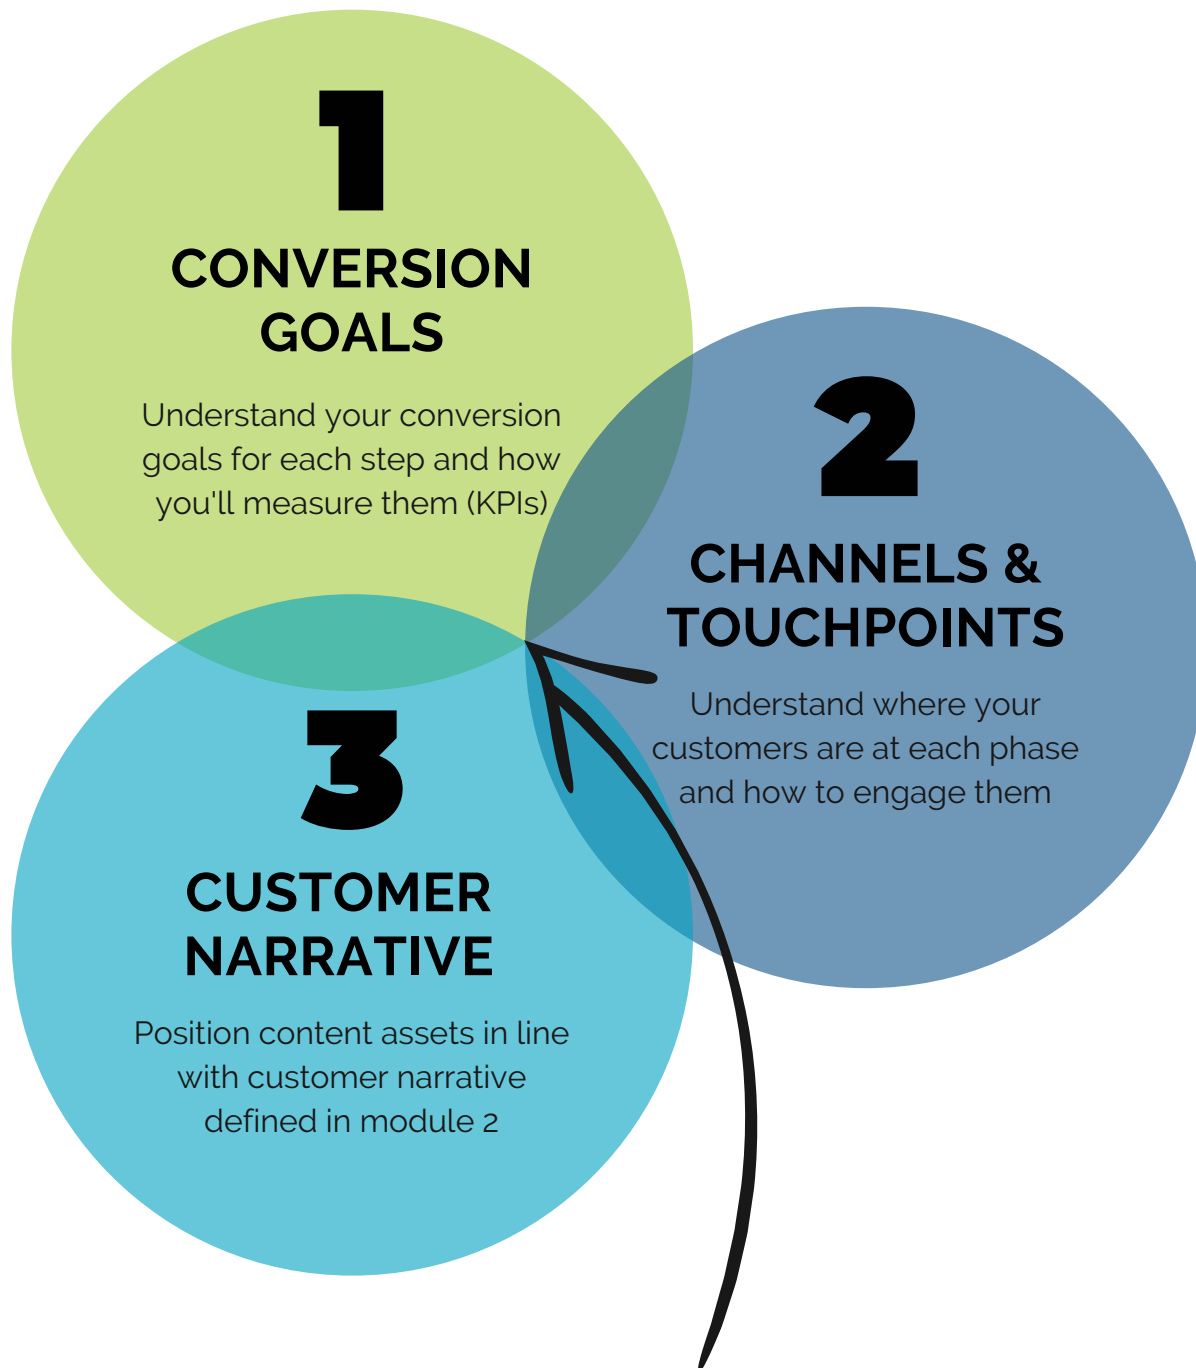 1
CONVERSION
GOALS
Understand your conversion
goals for each step and how
you'll measure them (KPIs)
2
CHANNELS &
TOUCHPOINTS
Understand where your
customers are at each phase
and how to engage them
3
CUSTOMER
NARRATIVE
Position content assets in line
with customer narrative
defined in module 2